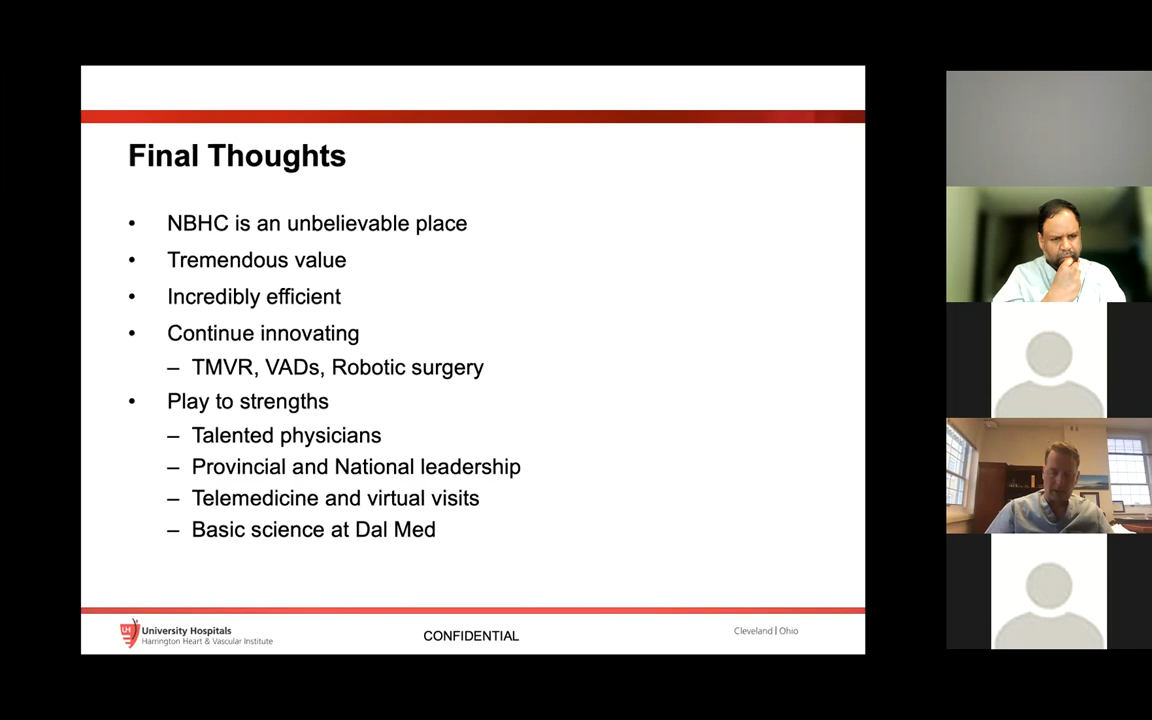 Final Thoughts
• NBHC is an unbelievable place
• Tremendous value
• Incredibly efficient
• Continue innovating
– TMVR, VADs, Robotic surgery
• Play to strengths
– Talented physicians
– Provincial and National leadership
– Telemedicine and virtual visits
– Basic science at Dal Med
UH University Hospitals
Harrington Heart & Vascular Institute
CONFIDENTIAL
Cleveland | Ohio